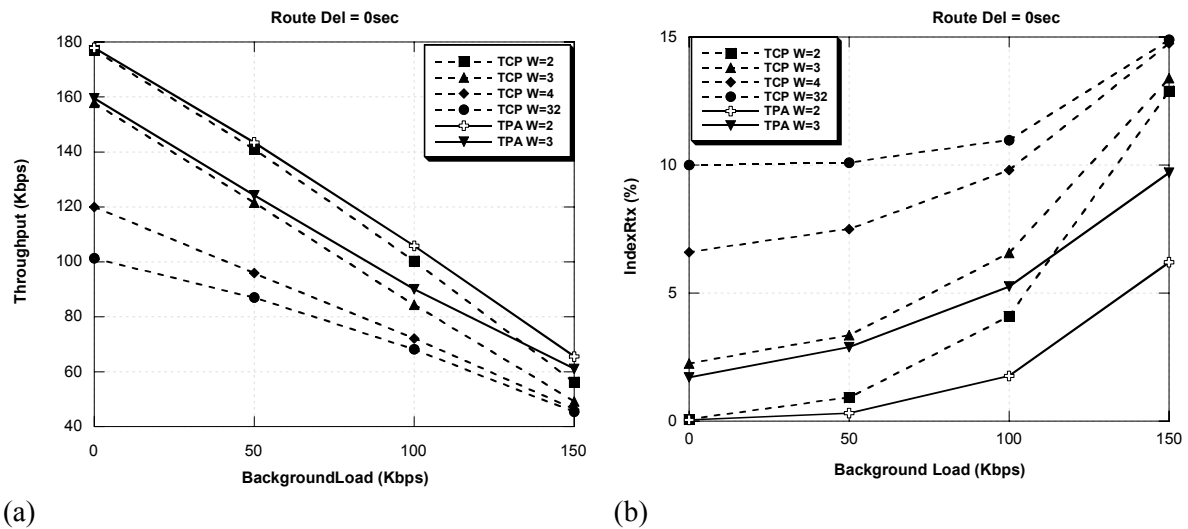 Route Del = 0sec
180
160
140
120
100
80
60
40
Throughput (Kbps)
TCP W=2
TCP W=3
TCP W=4
TCP W=32
TPA W=2
TPA W=3
0
50
100
150
BackgroundLoad (Kbps)
(a)
Route Del = 0sec
15
10
5
0
IndexRtx (%)
TCP W=2
TCP W=3
TCP W=4
TCP W=32
TPA W=2
TPA W=3
0
50
100
150
Background Load (Kbps)
(b)